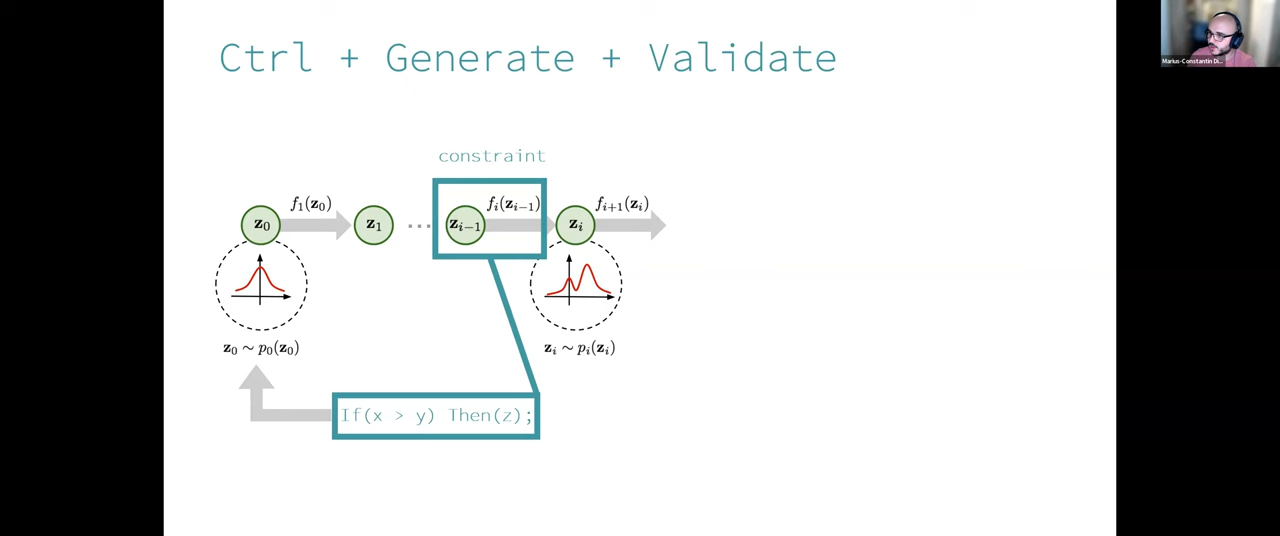 Ctrl + Generate + Validate
Marius-Constantin Di...
constraint
f₁(z₀) fᵢ(zᵢ₋₁) fᵢ₊₁(zᵢ)
z₀ z₁ ... zᵢ₋₁ zᵢ
z₀ ~ p₀(z₀) zᵢ ~ pᵢ(zᵢ)
If(x > y) Then(z);